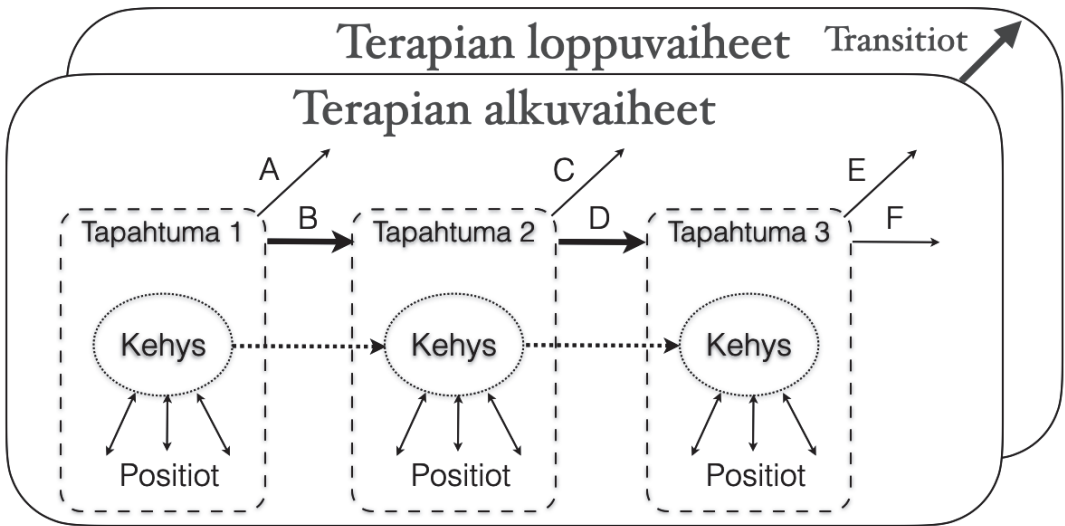 Terapian loppuvaiheet Transitiot
Terapian alkuvaiheet
A C E
B D F
Tapahtuma 1 Tapahtuma 2 Tapahtuma 3
Kehys Kehys Kehys
Positiot Positiot Positiot